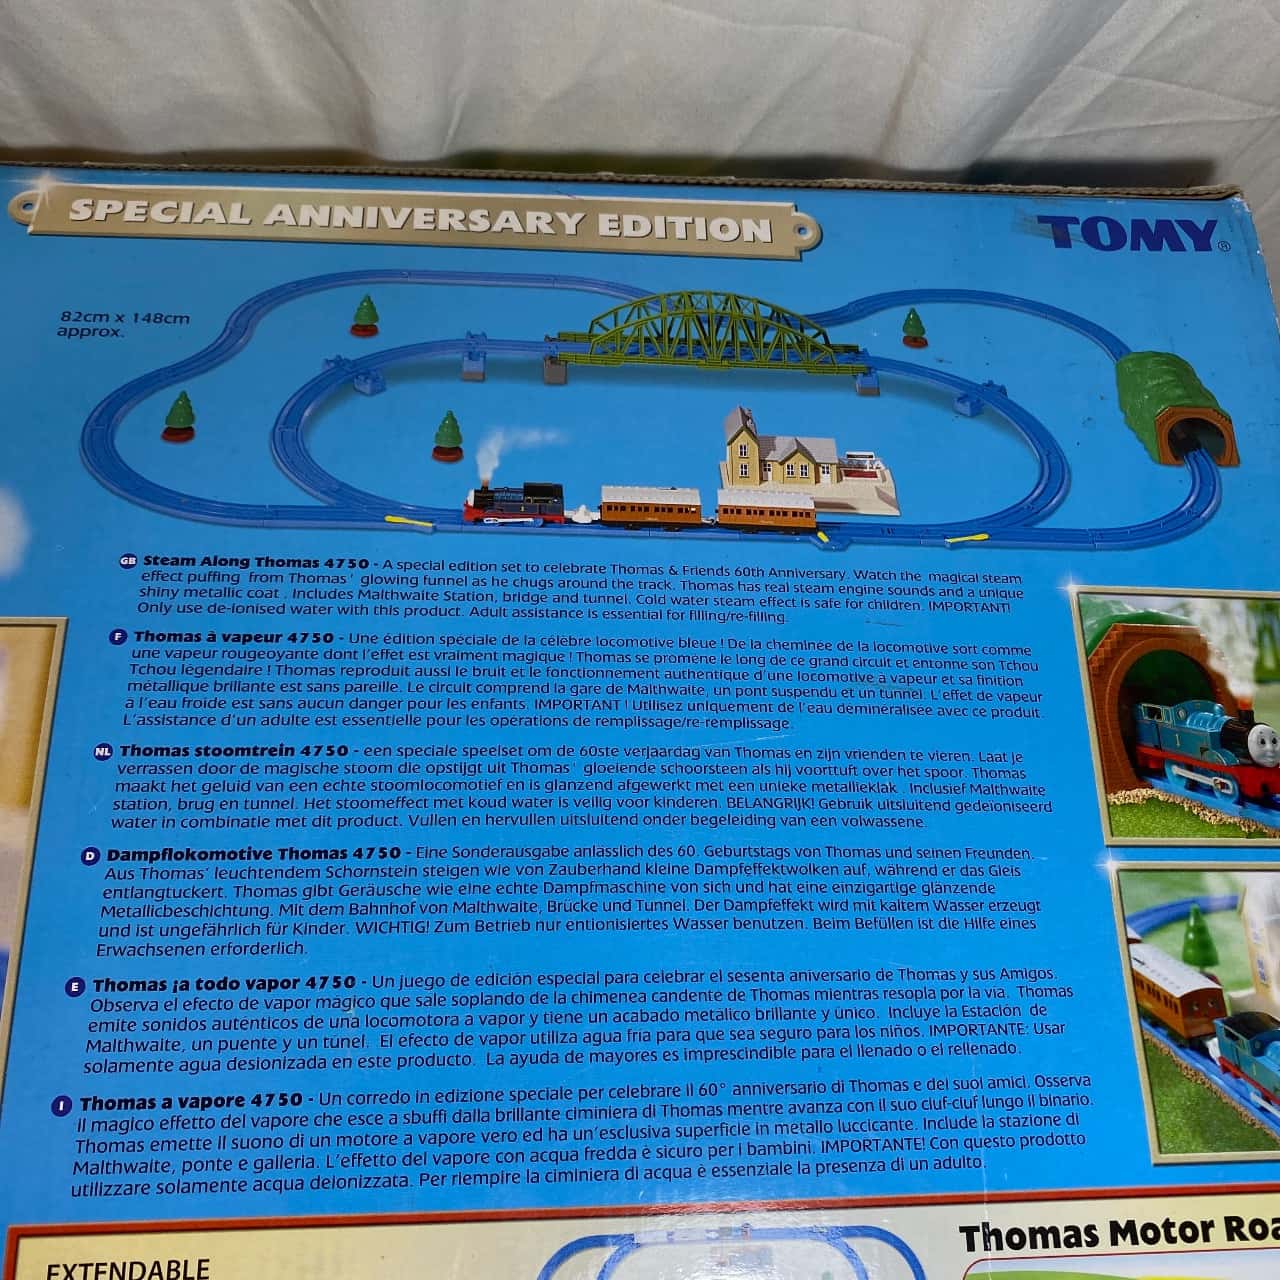 SPECIAL ANNIVERSARY EDITION
TOMY®
82cm x 148cm
approx.
GB Steam Along Thomas 4750 - A special edition set to celebrate Thomas & Friends 60th Anniversary. Watch the magical steam
effect puffing from Thomas' glowing funnel as he chugs around the track. Thomas has real steam engine sounds and a unique
shiny metallic coat . Includes Malthwaite Station, bridge and tunnel. Cold water steam effect is safe for children. IMPORTANT!
Only use de-ionised water with this product. Adult assistance is essential for filling/re-filling.
F Thomas à vapeur 4750 - Une édition spéciale de la célèbre locomotive bleue ! De la cheminée de la locomotive sort comme
une vapeur rougeoyante dont l'effet est vraiment magique ! Thomas se promène le long de ce grand circuit et entonne son Tchou
Tchou légendaire ! Thomas reproduit aussi le bruit et le fonctionnement authentique d'une locomotive à vapeur et sa finition
métallique brillante est sans pareille. Le circuit comprend la gare de Malthwaite, un pont suspendu et un tunnel. L'effet de vapeur
à l'eau froide est sans aucun danger pour les enfants. IMPORTANT ! Utilisez uniquement de l'eau déminéralisée avec ce produit.
L'assistance d'un adulte est essentielle pour les opérations de remplissage/re-remplissage.
NL Thomas stoomtrein 4750 - een speciale speelset om de 60ste verjaardag van Thomas en zijn vrienden te vieren. Laat je
verrassen door de magische stoom die opstijgt uit Thomas' gloeiende schoorsteen als hij voorttuft over het spoor. Thomas
maakt het geluid van een echte stoomlocomotief en is glanzend afgewerkt met een unieke metallieklak . Inclusief Malthwaite
station, brug en tunnel. Het stoomeffect met koud water is veilig voor kinderen. BELANGRIJK! Gebruik uitsluitend gedeïoniseerd
water in combinatie met dit product. Vullen en hervullen uitsluitend onder begeleiding van een volwassene.
D Dampflokomotive Thomas 4750 - Eine Sonderausgabe anlässlich des 60. Geburtstags von Thomas und seinen Freunden.
Aus Thomas' leuchtendem Schornstein steigen wie von Zauberhand kleine Dampfeffektwolken auf, während er das Gleis
entlangtuckert. Thomas gibt Geräusche wie eine echte Dampfmaschine von sich und hat eine einzigartige glänzende
Metallicbeschichtung. Mit dem Bahnhof von Malthwaite, Brücke und Tunnel. Der Dampfeffekt wird mit kaltem Wasser erzeugt
und ist ungefährlich für Kinder. WICHTIG! Zum Betrieb nur entionisiertes Wasser benutzen. Beim Befüllen ist die Hilfe eines
Erwachsenen erforderlich.
E Thomas ¡a todo vapor 4750 - Un juego de edición especial para celebrar el sesenta aniversario de Thomas y sus Amigos.
Observa el efecto de vapor mágico que sale soplando de la chimenea candente de Thomas mientras resopla por la vía. Thomas
emite sonidos auténticos de una locomotora a vapor y tiene un acabado metálico brillante y único. Incluye la Estación de
Malthwaite, un puente y un túnel. El efecto de vapor utiliza agua fría para que sea seguro para los niños. IMPORTANTE: Usar
solamente agua desionizada en este producto. La ayuda de mayores es imprescindible para el llenado o el rellenado.
I Thomas a vapore 4750 - Un corredo in edizione speciale per celebrare il 60° anniversario di Thomas e dei suoi amici. Osserva
il magico effetto del vapore che esce a sbuffi dalla brillante ciminiera di Thomas mentre avanza con il suo ciuf-ciuf lungo il binario.
Thomas emette il suono di un motore a vapore vero ed ha un'esclusiva superficie in metallo luccicante. Include la stazione di
Malthwaite, ponte e galleria. L'effetto del vapore con acqua fredda è sicuro per i bambini. IMPORTANTE! Con questo prodotto
utilizzare solamente acqua deionizzata. Per riempire la ciminiera di acqua è essenziale la presenza di un adulto.
Thomas Motor Roa
EXTENDABLE